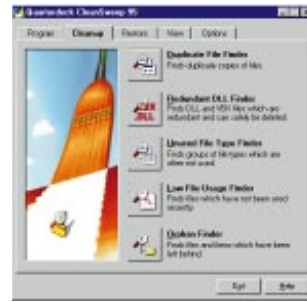 Quarterdeck CleanSweep 95
Program Cleanup Restore View Options
Duplicate File Finder
Finds duplicate copies of files.
Redundant DLL Finder
Finds DLL and VBX files which are
redundant and can safely be deleted.
Unused File Type Finder
Finds groups of file types which are
often not used.
Low File Usage Finder
Finds files which have not been used
recently.
Orphan Finder
Finds files and items which have been
left behind.
Exit Help